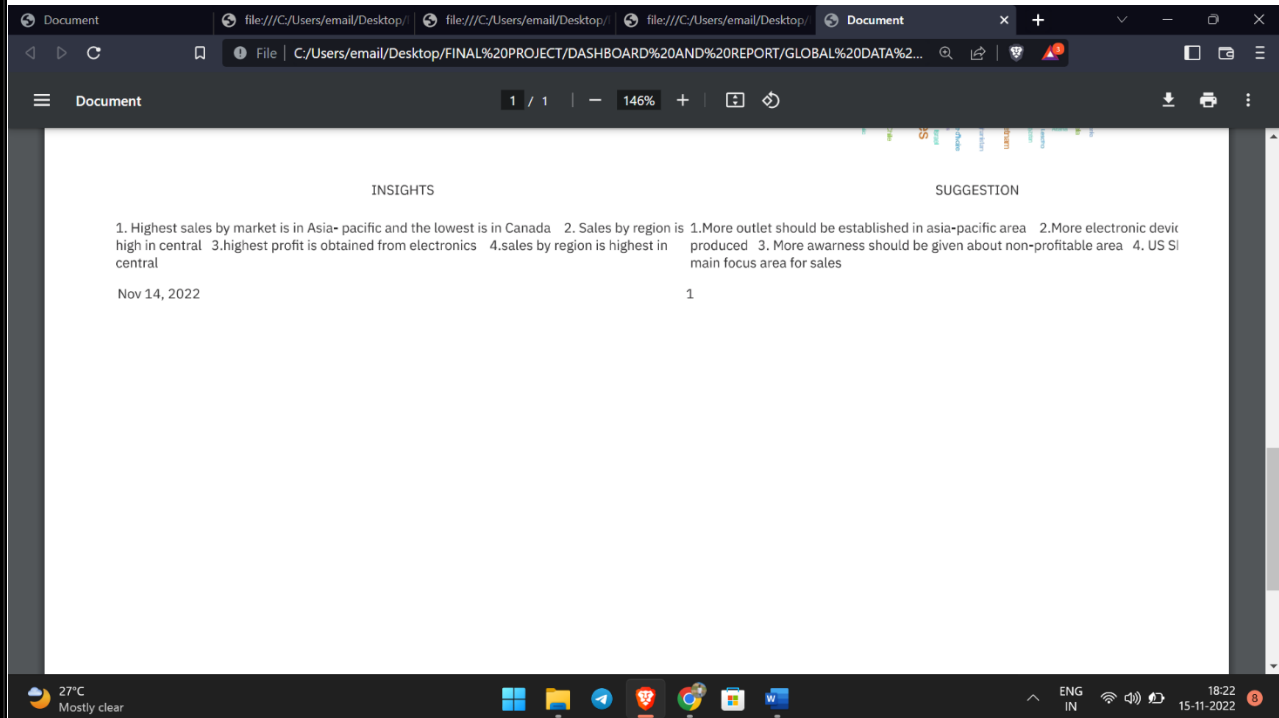 Document
file:///C:/Users/email/Desktop/
file:///C:/Users/email/Desktop/
file:///C:/Users/email/Desktop/
Document
File
C:/Users/email/Desktop/FINAL%20PROJECT/DASHBOARD%20AND%20REPORT/GLOBAL%20DATA%2...
Document
1 / 1
146%
INSIGHTS
1. Highest sales by market is in Asia- pacific and the lowest is in Canada 2. Sales by region is
high in central 3.highest profit is obtained from electronics 4.sales by region is highest in
central
Nov 14, 2022
SUGGESTION
1.More outlet should be established in asia-pacific area 2.More electronic devic
produced 3. More awarness should be given about non-profitable area 4. US S
main focus area for sales
1
27°C
Mostly clear
ENG
IN
18:22
15-11-2022
8